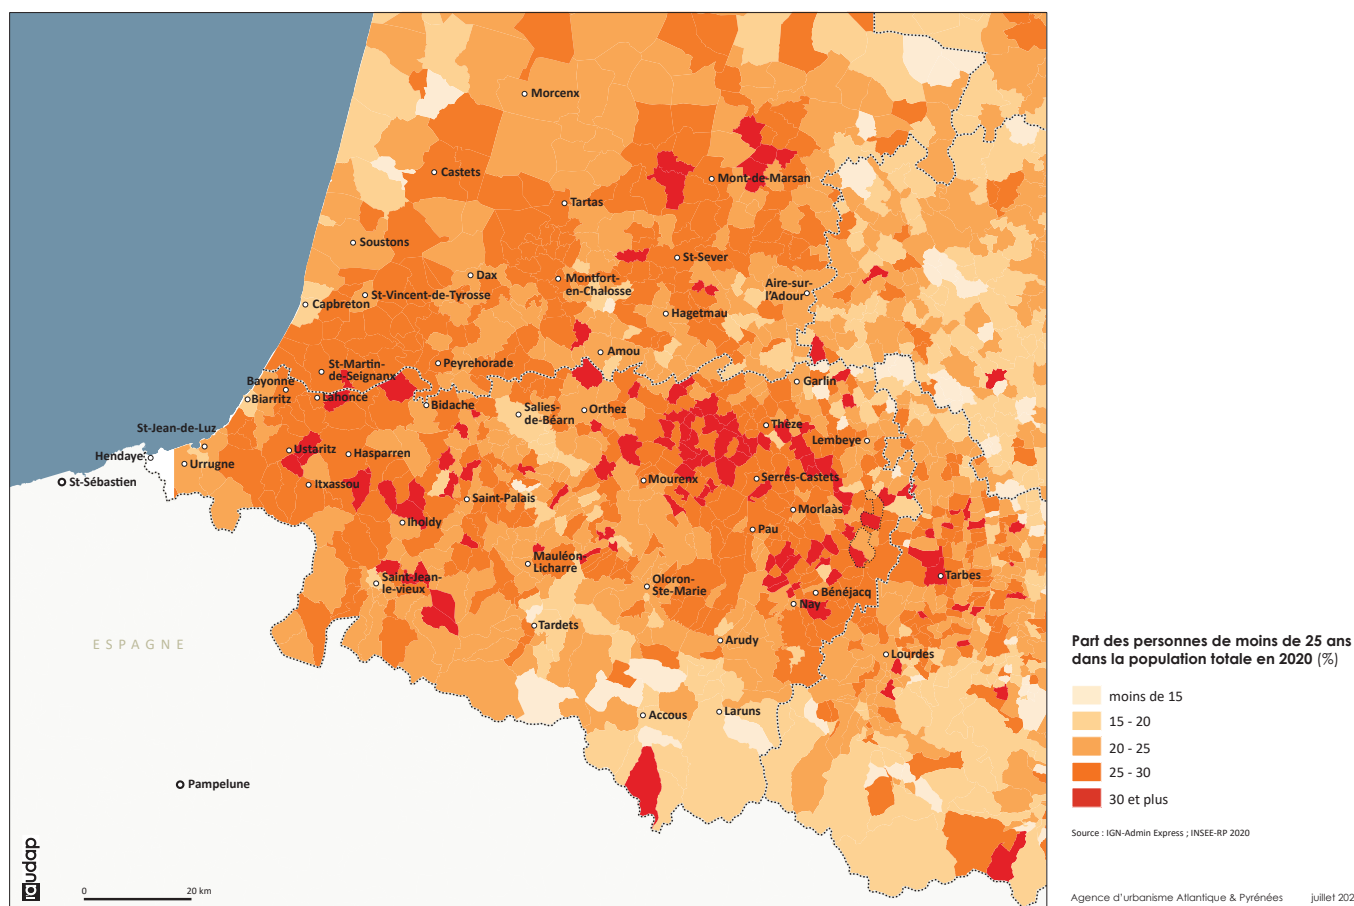 Morcenx
Castets
Mont-de-Marsan
Tartas
Soustons
St-Sever
Dax
Montfort-
en-Chalosse
Aire-sur-
l'Adour
St-Vincent-de-Tyrosse
Capbreton
Hagetmau
Amou
St-Martin-
de-Seignanx
Peyrehorade
Bayonne
Garlin
Biarritz
Lahonce
Bidache
Salies-
de-Béarn
Orthez
Thèze
St-Jean-de-Luz
Lembeye
Ustaritz
Hasparren
Hendaye
Urrugne
St-Sébastien
Itxassou
Mourenx
Serres-Castets
Saint-Palais
Morlaàs
Iholdy
Pau
Mauléon-
Licharre
Tarbes
Saint-Jean-
le-vieux
Oloron-
Ste-Marie
Bénéjacq
Nay
Tardets
Arudy
ESPAGNE
Lourdes
Accous
Laruns
Pampelune
audap
0 20 km
Part des personnes de moins de 25 ans
dans la population totale en 2020 (%)
moins de 15
15 - 20
20 - 25
25 - 30
30 et plus
Source : IGN-Admin Express ; INSEE-RP 2020
Agence d'urbanisme Atlantique & Pyrénées juillet 202